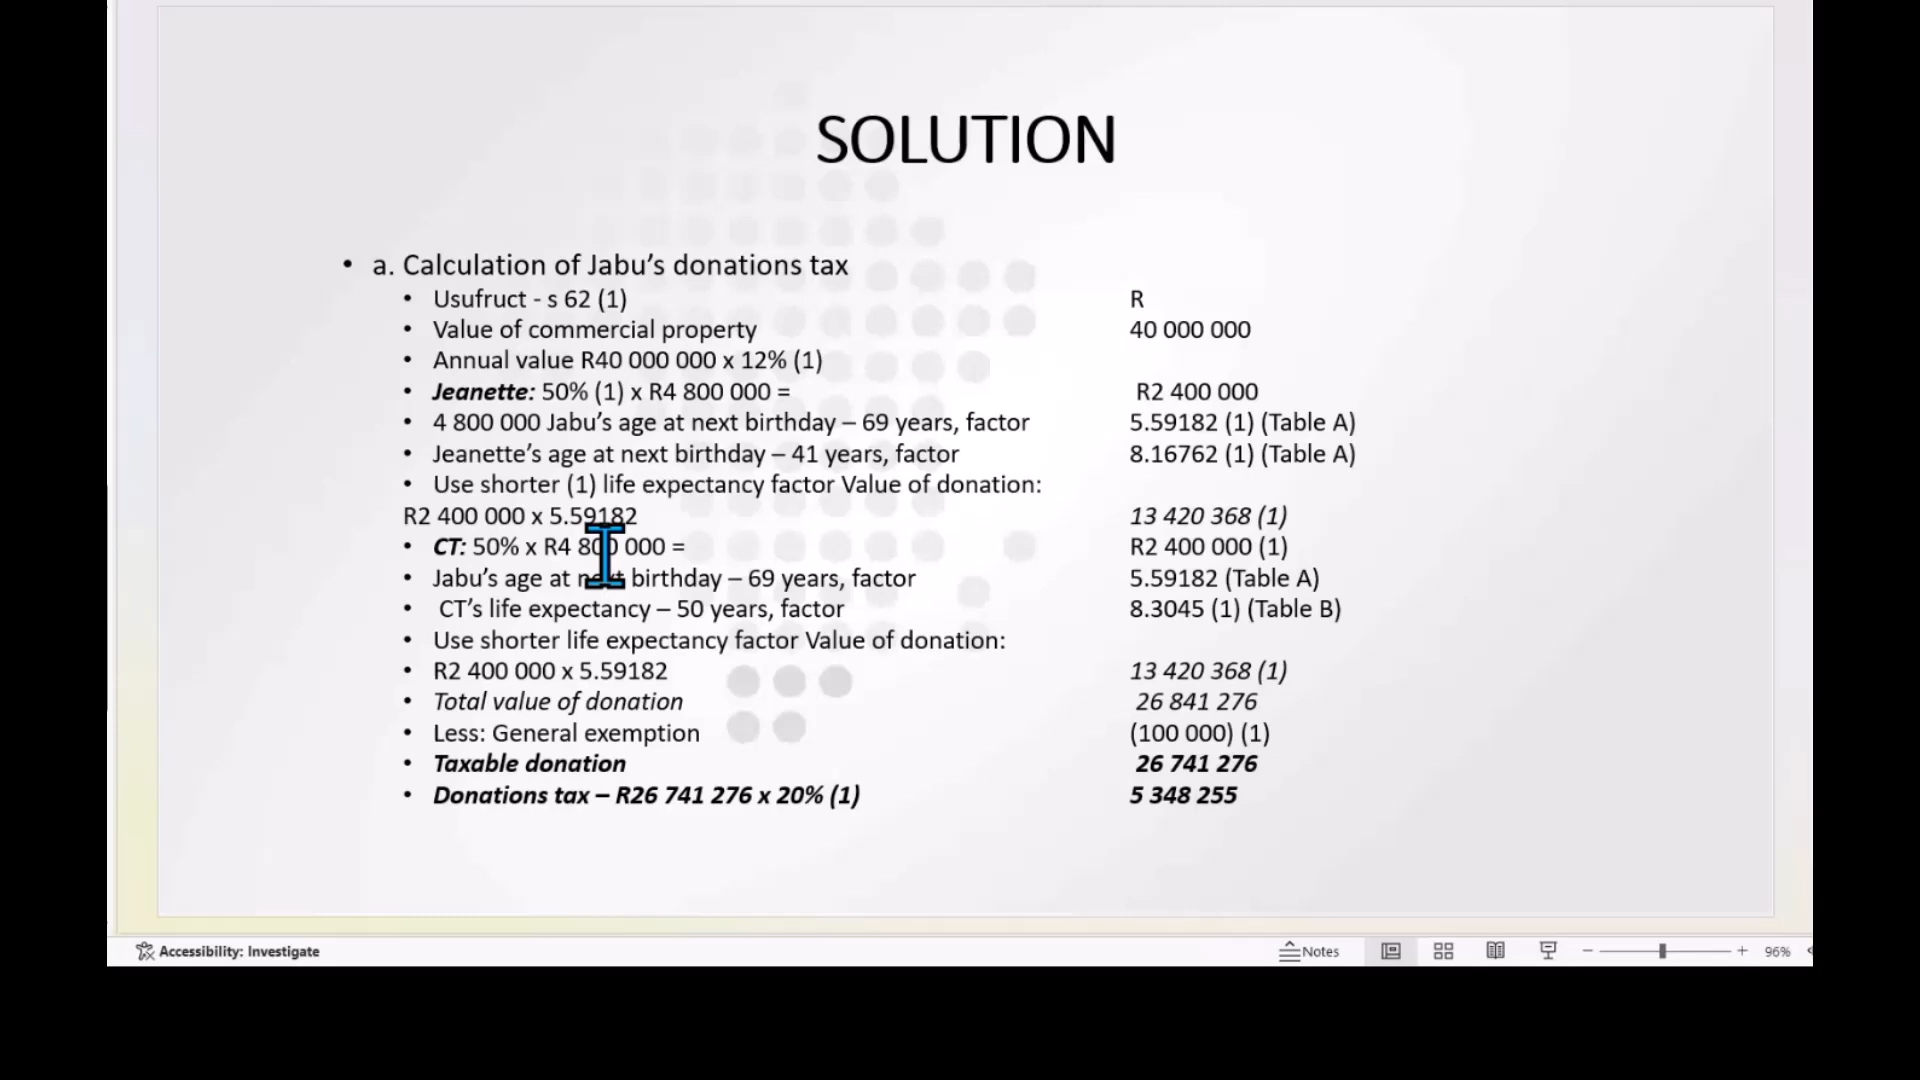 SOLUTION
• a. Calculation of Jabu's donations tax
• Usufruct - s 62 (1) R
• Value of commercial property 40 000 000
• Annual value R40 000 000 x 12% (1)
• Jeanette: 50% (1) x R4 800 000 = R2 400 000
• 4 800 000 Jabu's age at next birthday – 69 years, factor 5.59182 (1) (Table A)
• Jeanette's age at next birthday – 41 years, factor 8.16762 (1) (Table A)
• Use shorter (1) life expectancy factor Value of donation:
R2 400 000 x 5.59182 13 420 368 (1)
• CT: 50% x R4 800 000 = R2 400 000 (1)
• Jabu's age at next birthday – 69 years, factor 5.59182 (Table A)
• CT's life expectancy – 50 years, factor 8.3045 (1) (Table B)
• Use shorter life expectancy factor Value of donation:
• R2 400 000 x 5.59182 13 420 368 (1)
• Total value of donation 26 841 276
• Less: General exemption (100 000) (1)
• Taxable donation 26 741 276
• Donations tax – R26 741 276 x 20% (1) 5 348 255
Accessibility: Investigate Notes 96%